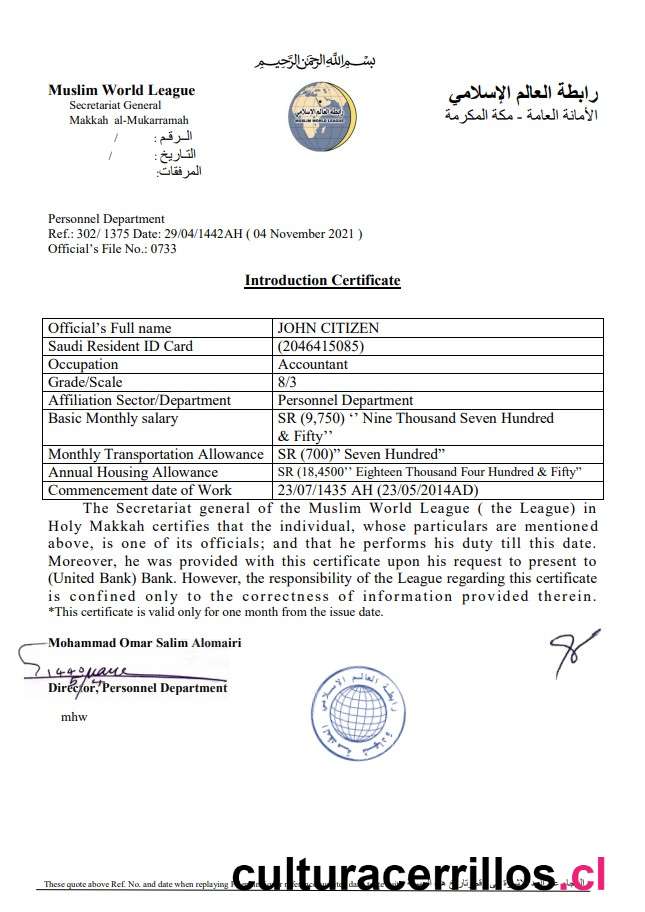 بسم الله الرحمن الرحيم
Muslim World League
Secretariat General
Makkah al-Mukarramah
الـرقـم : /
التـاريخ : /
المرفقات:
رابطة العالم الإسلامي
MUSLIM WORLD LEAGUE
رابطة العالم الإسلامي
الأمانة العامة - مكة المكرمة
Personnel Department
Ref.: 302/ 1375 Date: 29/04/1442AH ( 04 November 2021 )
Official’s File No.: 0733
Introduction Certificate
Official’s Full name JOHN CITIZEN
Saudi Resident ID Card (2046415085)
Occupation Accountant
Grade/Scale 8/3
Affiliation Sector/Department Personnel Department
Basic Monthly salary SR (9,750) ‘’ Nine Thousand Seven Hundred
& Fifty’’
Monthly Transportation Allowance SR (700)” Seven Hundred”
Annual Housing Allowance SR (18,4500’’ Eighteen Thousand Four Hundred & Fifty”
Commencement date of Work 23/07/1435 AH (23/05/2014AD)
The Secretariat general of the Muslim World League ( the League) in
Holy Makkah certifies that the individual, whose particulars are mentioned
above, is one of its officials; and that he performs his duty till this date.
Moreover, he was provided with this certificate upon his request to present to
(United Bank) Bank. However, the responsibility of the League regarding this certificate
is confined only to the correctness of information provided therein.
*This certificate is valid only for one month from the issue date.
Mohammad Omar Salim Alomairi
Director, Personnel Department
mhw
رابطة العالم الإسلامي
These quote above Ref. No. and date when replaying
culturacerrillos.cl